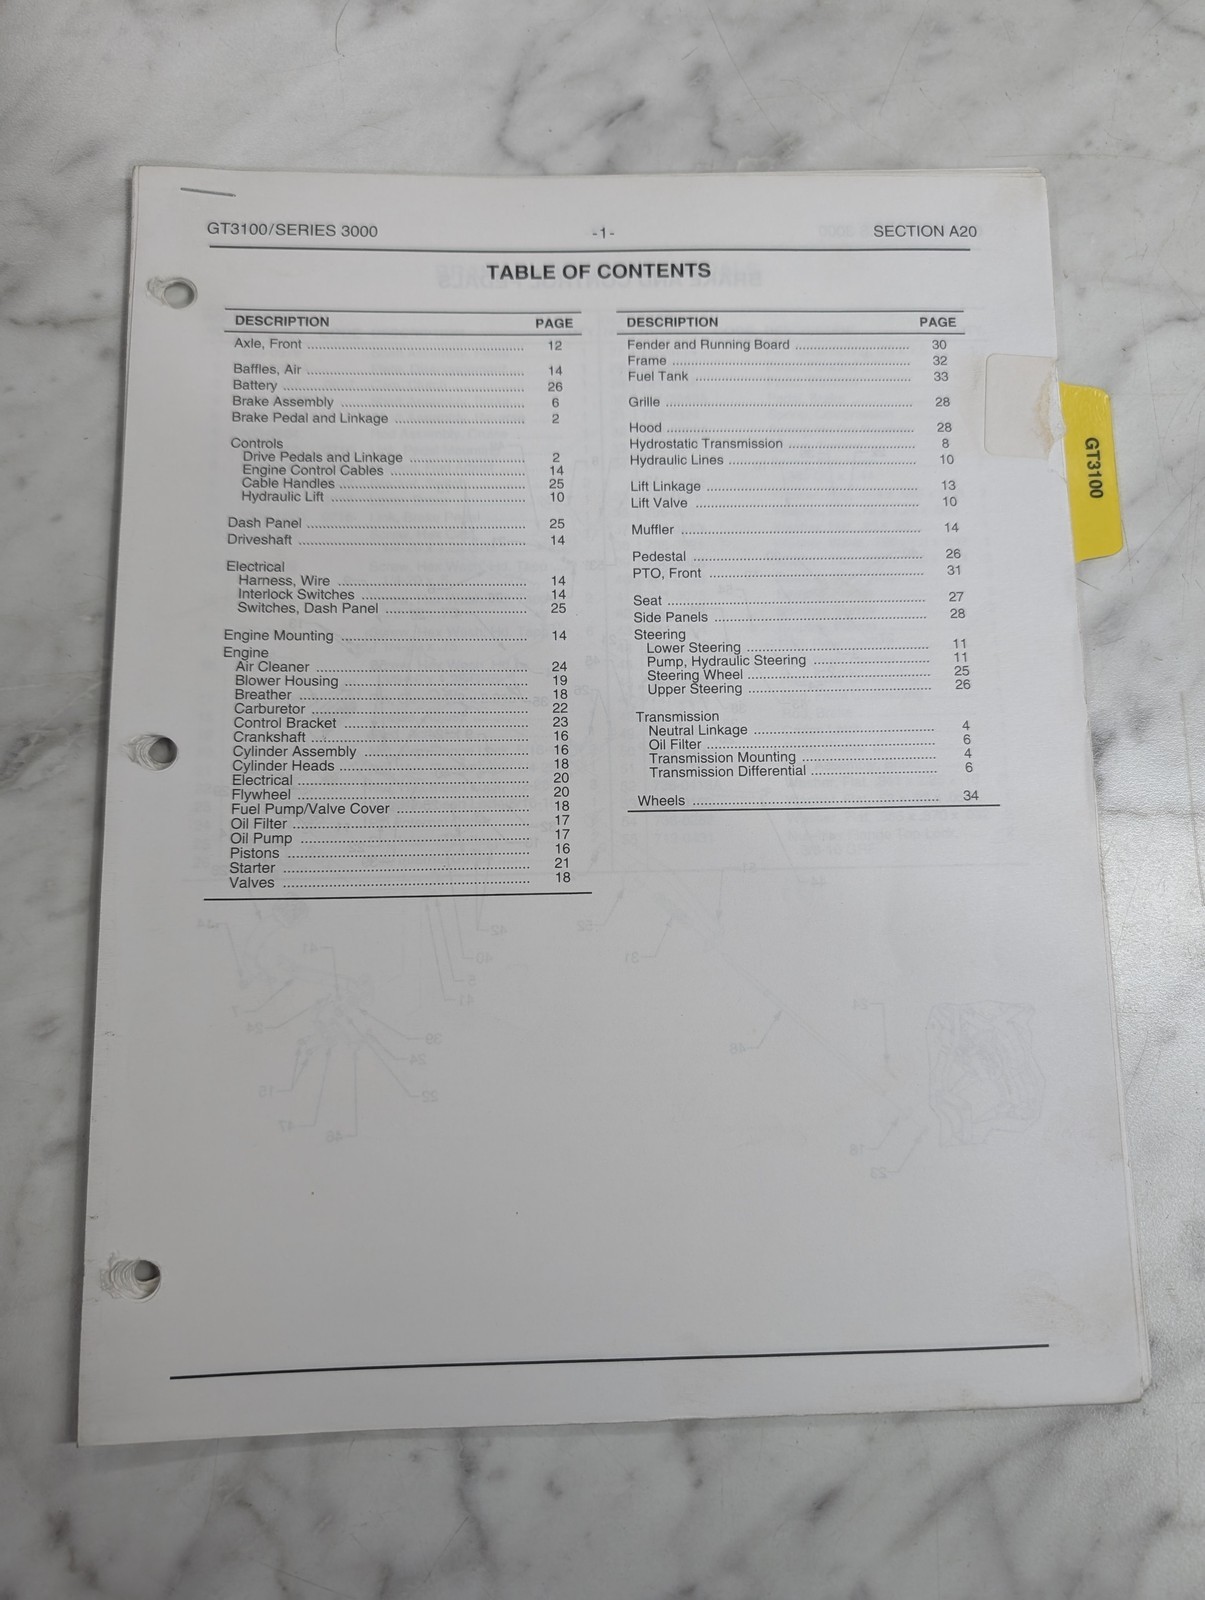 GT3100/SERIES 3000 -1- SECTION A20
TABLE OF CONTENTS
DESCRIPTION PAGE
Axle, Front 12
Baffles, Air 14
Battery 26
Brake Assembly 6
Brake Pedal and Linkage 2
Controls
Drive Pedals and Linkage 2
Engine Control Cables 14
Cable Handles 25
Hydraulic Lift 10
Dash Panel 25
Driveshaft 14
Electrical
Harness, Wire 14
Interlock Switches 14
Switches, Dash Panel 25
Engine Mounting 14
Engine
Air Cleaner 24
Blower Housing 19
Breather 18
Carburetor 22
Control Bracket 23
Crankshaft 16
Cylinder Assembly 16
Cylinder Heads 18
Electrical 20
Flywheel 20
Fuel Pump/Valve Cover 18
Oil Filter 17
Oil Pump 17
Pistons 16
Starter 21
Valves 18
DESCRIPTION PAGE
Fender and Running Board 30
Frame 32
Fuel Tank 33
Grille 28
Hood 28
Hydrostatic Transmission 8
Hydraulic Lines 10
Lift Linkage 13
Lift Valve 10
Muffler 14
Pedestal 26
PTO, Front 31
Seat 27
Side Panels 28
Steering
Lower Steering 11
Pump, Hydraulic Steering 11
Steering Wheel 25
Upper Steering 26
Transmission
Neutral Linkage 4
Oil Filter 6
Transmission Mounting 4
Transmission Differential 6
Wheels 34
GT3100